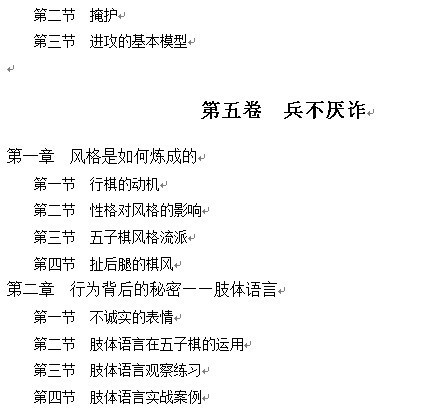 第二节 掩护
第三节 进攻的基本模型
第五卷 兵不厌诈
第一章 风格是如何炼成的
第一节 行棋的动机
第二节 性格对风格的影响
第三节 五子棋风格流派
第四节 扯后腿的棋风
第二章 行为背后的秘密——肢体语言
第一节 不诚实的表情
第二节 肢体语言在五子棋的运用
第三节 肢体语言观察练习
第四节 肢体语言实战案例